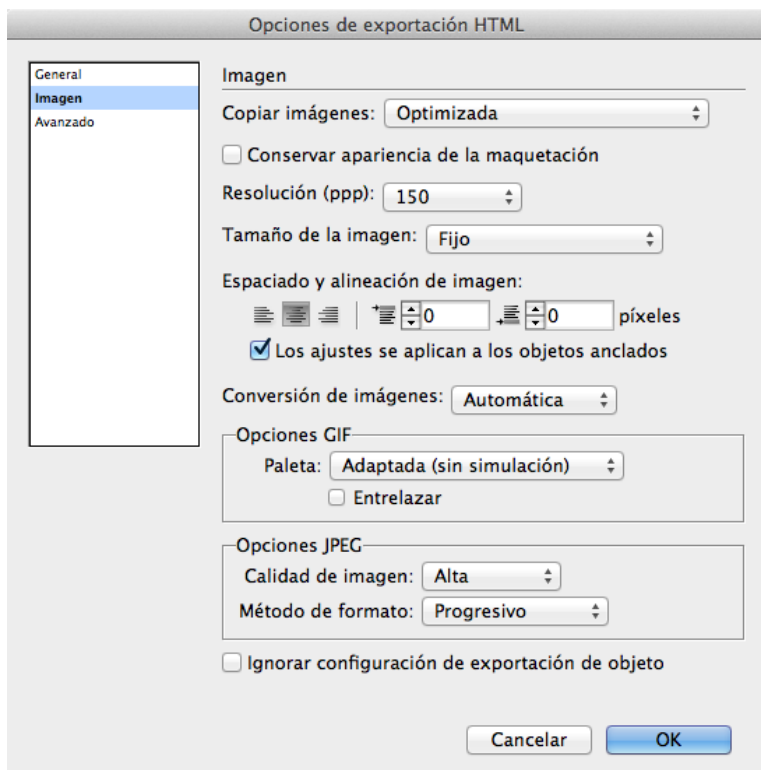 Opciones de exportación HTML
General
Imagen
Avanzado
Imagen
Copiar imágenes: Optimizada
Conservar apariencia de la maquetación
Resolución (ppp): 150
Tamaño de la imagen: Fijo
Espaciado y alineación de imagen:
0 0 píxeles
Los ajustes se aplican a los objetos anclados
Conversión de imágenes: Automática
Opciones GIF
Paleta: Adaptada (sin simulación)
Entrelazar
Opciones JPEG
Calidad de imagen: Alta
Método de formato: Progresivo
Ignorar configuración de exportación de objeto
Cancelar OK